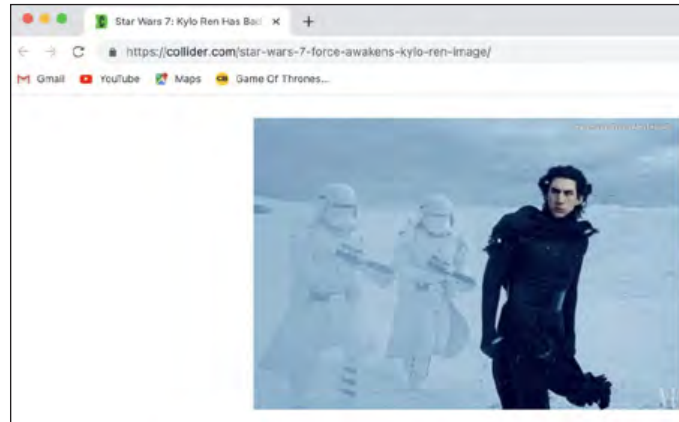 Star Wars 7: Kylo Ren Has Bad
https://collider.com/star-wars-7-force-awakens-kylo-ren-image/
Gmail YouTube Maps Game Of Thrones...